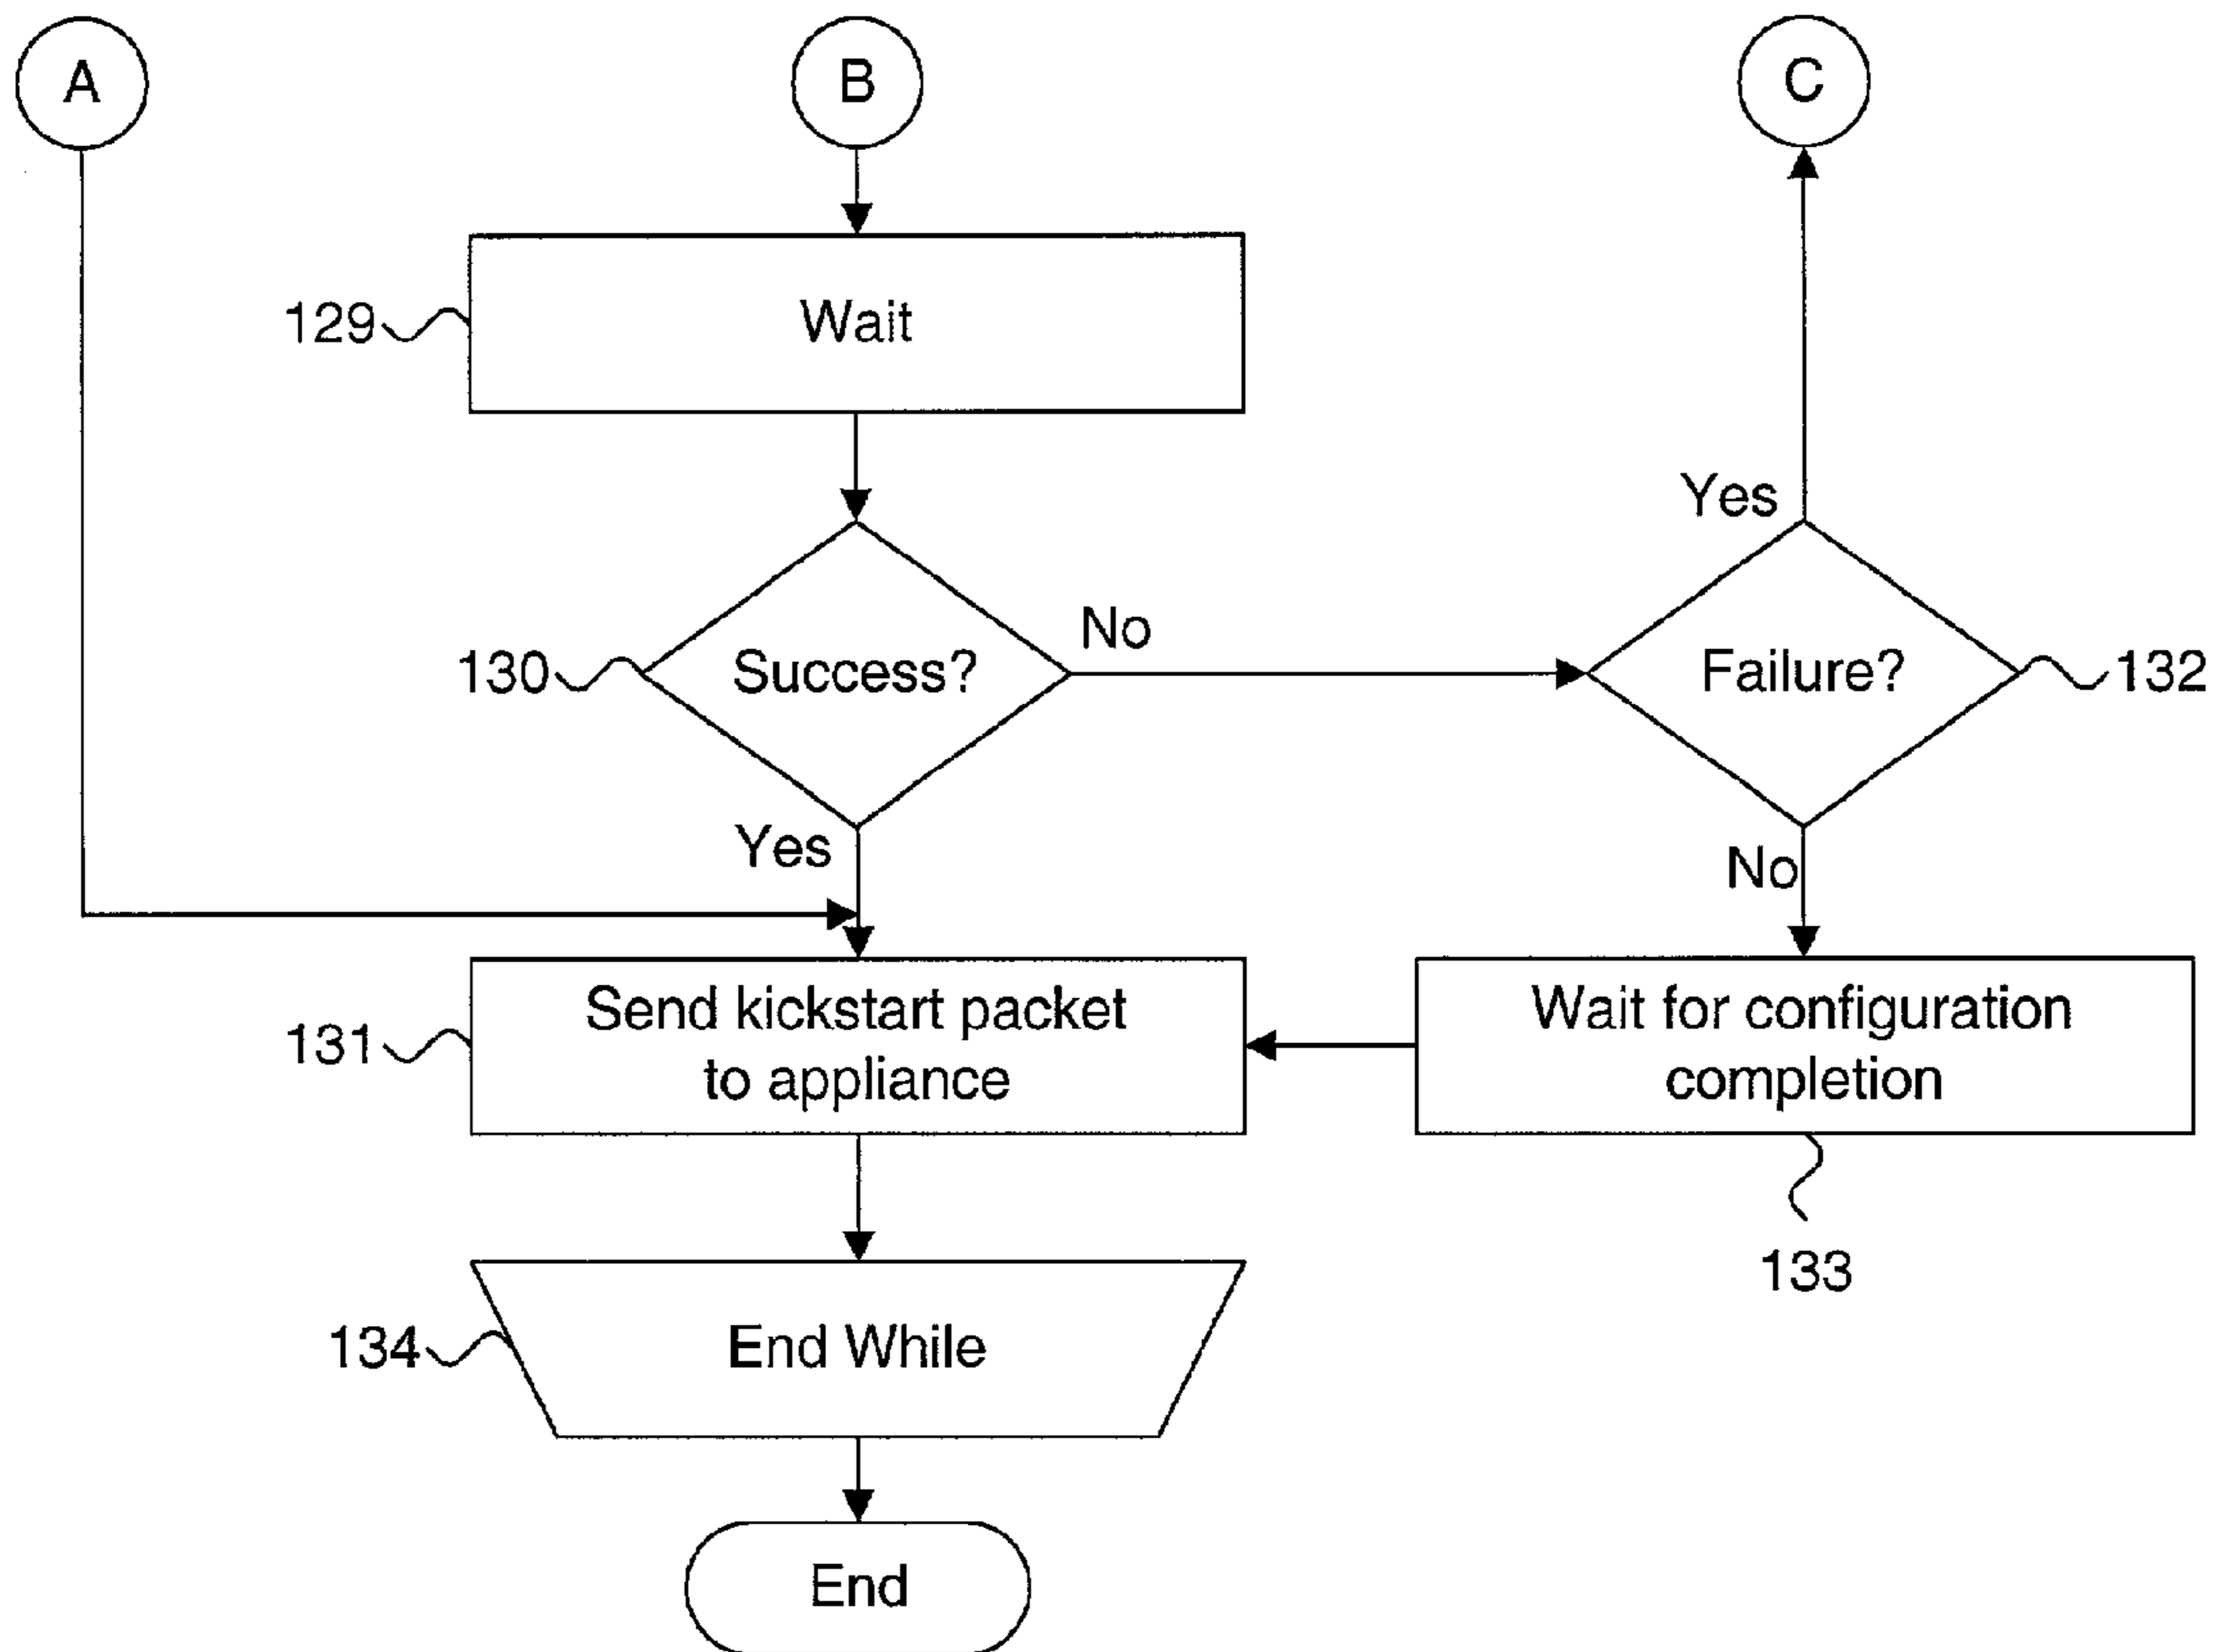 A
B
C
129
Wait
Yes
130
Success?
No
Failure?
132
Yes
No
131
Send kickstart packet
to appliance
Wait for configuration
completion
133
134
End While
End